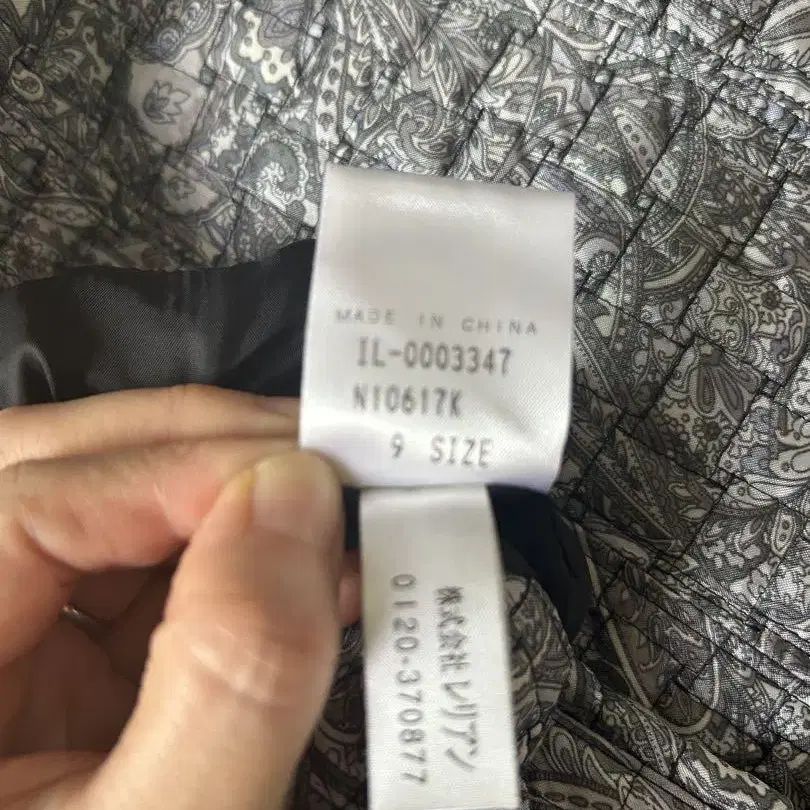 MADE IN CHINA
IL-0003347
N10617K
9 SIZE
株式会社 レリアン
0120-370877